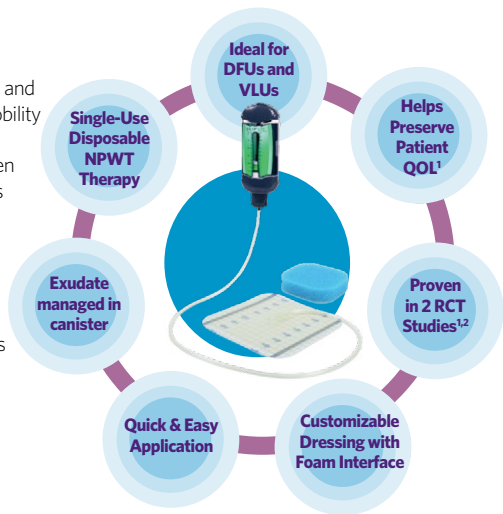 and
bility
en
s
s
Ideal for
DFUs and
VLUs
Helps
Preserve
Patient
QOL¹
Proven
in 2 RCT
Studies¹,²
Customizable
Dressing with
Foam Interface
Quick & Easy
Application
Exudate
managed in
canister
Single-Use
Disposable
NPWT
Therapy